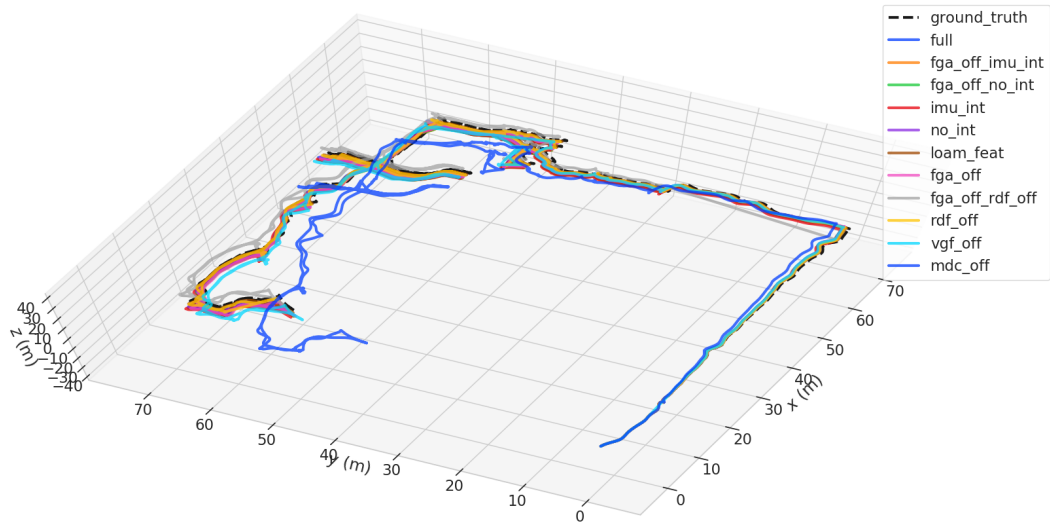 ground_truth
full
fga_off_imu_int
fga_off_no_int
imu_int
no_int
loam_feat
fga_off
fga_off_rdf_off
rdf_off
vgf_off
mdc_off
40
30
20
10
0
−10
−20
−30
−40
z (m)
70
60
50
40
30
20
10
0
y (m)
0
10
20
30
40
50
60
70
x (m)